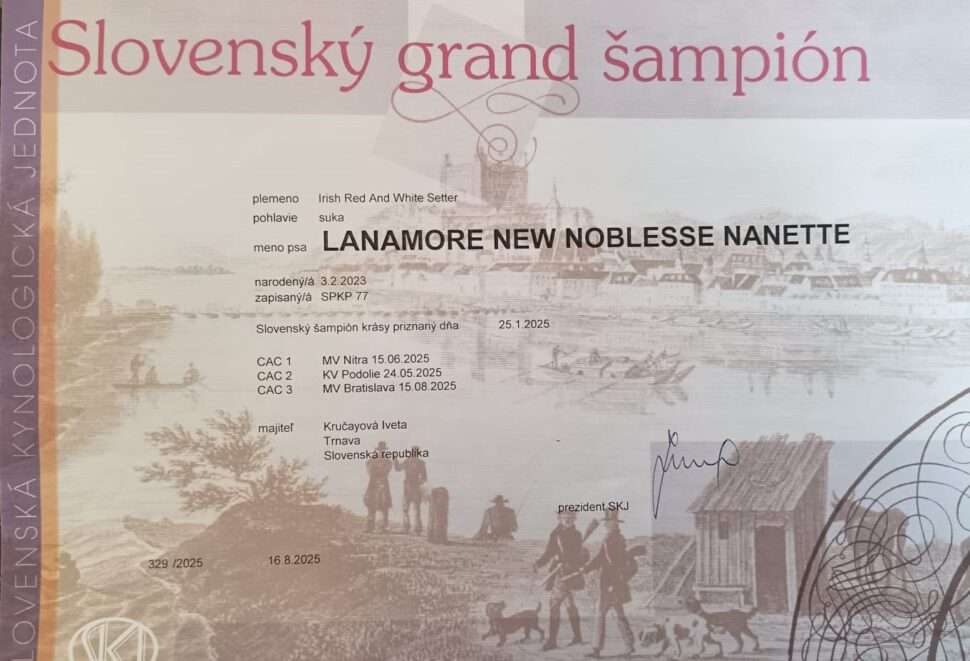 Slovenský grand šampión
SLOVENSKÁ KYNOLOGICKÁ JEDNOTA
plemeno Irish Red And White Setter
pohlavie suka
meno psa LANAMORE NEW NOBLESSE NANETTE
narodený/á 3.2.2023
zapísaný/á SPKP 77
Slovenský šampión krásy priznaný dňa 25.1.2025
CAC 1 MV Nitra 15.06.2025
CAC 2 KV Podolie 24.05.2025
CAC 3 MV Bratislava 15.08.2025
majiteľ Kručayová Iveta
Trnava
Slovenská republika
prezident SKJ
329 /2025 16.8.2025